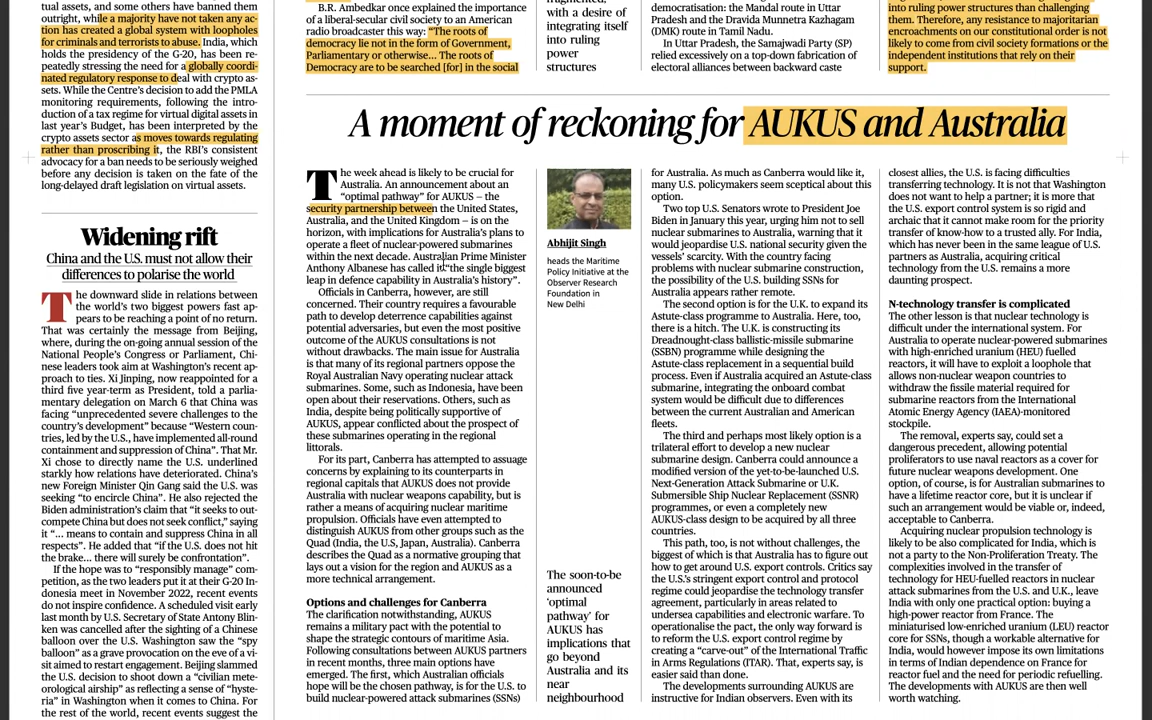 tual assets, and some others have banned them
outright, while a majority have not taken any ac-
tion has created a global system with loopholes
for criminals and terrorists to abuse. India, which
holds the presidency of the G-20, has been re-
peatedly stressing the need for a globally coordi-
nated regulatory response to deal with crypto as-
sets. While the Centre's decision to add the PMLA
monitoring requirements, following the intro-
duction of a tax regime for virtual digital assets in
last year's Budget, has been interpreted by the
crypto assets sector as moves towards regulating
rather than proscribing it, the RBI's consistent
advocacy for a ban needs to be seriously weighed
before any decision is taken on the fate of the
long-delayed draft legislation on virtual assets.
Widening rift
China and the U.S. must not allow their
differences to polarise the world
The downward slide in relations between
the world's two biggest powers fast ap-
pears to be reaching a point of no return.
That was certainly the message from Beijing,
where, during the on-going annual session of the
National People's Congress or Parliament, Chi-
nese leaders took aim at Washington's recent ap-
proach to ties. Xi Jinping, now reappointed for a
third five year-term as President, told a parlia-
mentary delegation on March 6 that China was
facing "unprecedented severe challenges to the
country's development" because "Western coun-
tries, led by the U.S., have implemented all-round
containment and suppression of China". That Mr.
Xi chose to directly name the U.S. underlined
starkly how relations have deteriorated. China's
new Foreign Minister Qin Gang said the U.S. was
seeking "to encircle China". He also rejected the
Biden administration's claim that "it seeks to out-
compete China but does not seek conflict," saying
it "... means to contain and suppress China in all
respects". He added that "if the U.S. does not hit
the brake... there will surely be confrontation".
If the hope was to "responsibly manage" com-
petition, as the two leaders put it at their G-20 In-
donesia meet in November 2022, recent events
do not inspire confidence. A scheduled visit early
last month by U.S. Secretary of State Antony Blin-
ken was cancelled after the sighting of a Chinese
balloon over the U.S. Washington saw the "spy
balloon" as a grave provocation on the eve of a vi-
sit aimed to restart engagement. Beijing slammed
the U.S. decision to shoot down a "civilian mete-
orological airship" as reflecting a sense of "hyste-
ria" in Washington when it comes to China. For
the rest of the world, recent events suggest the
B.R. Ambedkar once explained the importance
of a liberal-secular civil society to an American
radio broadcaster this way: "The roots of
democracy lie not in the form of Government,
Parliamentary or otherwise... The roots of
Democracy are to be searched [for] in the social
fragmented,
with a desire of
integrating itself
into ruling
power
structures
democratisation: the Mandal route in Uttar
Pradesh and the Dravida Munnetra Kazhagam
(DMK) route in Tamil Nadu.
In Uttar Pradesh, the Samajwadi Party (SP)
relied excessively on a top-down fabrication of
electoral alliances between backward caste
into ruling power structures than challenging
them. Therefore, any resistance to majoritarian
encroachments on our constitutional order is not
likely to come from civil society formations or the
independent institutions that rely on their
support.
A moment of reckoning for AUKUS and Australia
The week ahead is likely to be crucial for
Australia. An announcement about an
"optimal pathway" for AUKUS – the
security partnership between the United States,
Australia, and the United Kingdom – is on the
horizon, with implications for Australia's plans to
operate a fleet of nuclear-powered submarines
within the next decade. Australian Prime Minister
Anthony Albanese has called it "the single biggest
leap in defence capability in Australia's history".
Officials in Canberra, however, are still
concerned. Their country requires a favourable
path to develop deterrence capabilities against
potential adversaries, but even the most positive
outcome of the AUKUS consultations is not
without drawbacks. The main issue for Australia
is that many of its regional partners oppose the
Royal Australian Navy operating nuclear attack
submarines. Some, such as Indonesia, have been
open about their reservations. Others, such as
India, despite being politically supportive of
AUKUS, appear conflicted about the prospect of
these submarines operating in the regional
littorals.
For its part, Canberra has attempted to assuage
concerns by explaining to its counterparts in
regional capitals that AUKUS does not provide
Australia with nuclear weapons capability, but is
rather a means of acquiring nuclear maritime
propulsion. Officials have even attempted to
distinguish AUKUS from other groups such as the
Quad (India, the U.S, Japan, Australia). Canberra
describes the Quad as a normative grouping that
lays out a vision for the region and AUKUS as a
more technical arrangement.
Options and challenges for Canberra
The clarification notwithstanding, AUKUS
remains a military pact with the potential to
shape the strategic contours of maritime Asia.
Following consultations between AUKUS partners
in recent months, three main options have
emerged. The first, which Australian officials
hope will be the chosen pathway, is for the U.S. to
build nuclear-powered attack submarines (SSNs)
Abhijit Singh
heads the Maritime
Policy Initiative at the
Observer Research
Foundation in
New Delhi
The soon-to-be
announced
'optimal
pathway' for
AUKUS has
implications that
go beyond
Australia and its
near
neighbourhood
for Australia. As much as Canberra would like it,
many U.S. policymakers seem sceptical about this
option.
Two top U.S. Senators wrote to President Joe
Biden in January this year, urging him not to sell
nuclear submarines to Australia, warning that it
would jeopardise U.S. national security given the
vessels' scarcity. With the country facing
problems with nuclear submarine construction,
the possibility of the U.S. building SSNs for
Australia appears rather remote.
The second option is for the U.K. to expand its
Astute-class programme to Australia. Here, too,
there is a hitch. The U.K. is constructing its
Dreadnought-class ballistic-missile submarine
(SSBN) programme while designing the
Astute-class replacement in a sequential build
process. Even if Australia acquired an Astute-class
submarine, integrating the onboard combat
system would be difficult due to differences
between the current Australian and American
fleets.
The third and perhaps most likely option is a
trilateral effort to develop a new nuclear
submarine design. Canberra could announce a
modified version of the yet-to-be-launched U.S.
Next-Generation Attack Submarine or U.K.
Submersible Ship Nuclear Replacement (SSNR)
programmes, or even a completely new
AUKUS-class design to be acquired by all three
countries.
This path, too, is not without challenges, the
biggest of which is that Australia has to figure out
how to get around U.S. export controls. Critics say
the U.S.'s stringent export control and protocol
regime could jeopardise the technology transfer
agreement, particularly in areas related to
undersea capabilities and electronic warfare. To
operationalise the pact, the only way forward is
to reform the U.S. export control regime by
creating a "carve-out" of the International Traffic
in Arms Regulations (ITAR). That, experts say, is
easier said than done.
The developments surrounding AUKUS are
instructive for Indian observers. Even with its
closest allies, the U.S. is facing difficulties
transferring technology. It is not that Washington
does not want to help a partner; it is more that
the U.S. export control system is so rigid and
archaic that it cannot make room for the priority
transfer of know-how to a trusted ally. For India,
which has never been in the same league of U.S.
partners as Australia, acquiring critical
technology from the U.S. remains a more
daunting prospect.
N-technology transfer is complicated
The other lesson is that nuclear technology is
difficult under the international system. For
Australia to operate nuclear-powered submarines
with high-enriched uranium (HEU) fuelled
reactors, it will have to exploit a loophole that
allows non-nuclear weapon countries to
withdraw the fissile material required for
submarine reactors from the International
Atomic Energy Agency (IAEA)-monitored
stockpile.
The removal, experts say, could set a
dangerous precedent, allowing potential
proliferators to use naval reactors as a cover for
future nuclear weapons development. One
option, of course, is for Australian submarines to
have a lifetime reactor core, but it is unclear if
such an arrangement would be viable or, indeed,
acceptable to Canberra.
Acquiring nuclear propulsion technology is
likely to be also complicated for India, which is
not a party to the Non-Proliferation Treaty. The
complexities involved in the transfer of
technology for HEU-fuelled reactors in nuclear
attack submarines from the U.S. and U.K., leave
India with only one practical option: buying a
high-power reactor from France. The
miniaturised low-enriched uranium (LEU) reactor
core for SSNs, though a workable alternative for
India, would however impose its own limitations
in terms of Indian dependence on France for
reactor fuel and the need for periodic refuelling.
The developments with AUKUS are then well
worth watching.